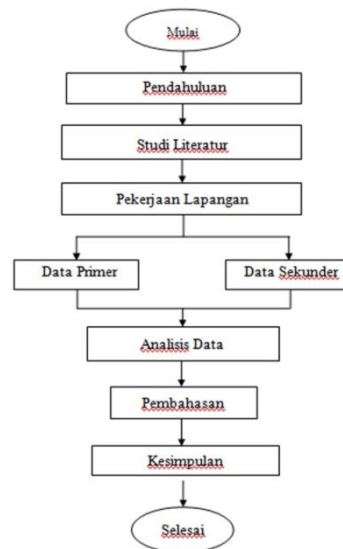 Mulai
Pendahuluan
Studi Literatur
Pekerjaan Lapangan
Data Primer
Data Sekunder
Analisis Data
Pembahasan
Kesimpulan
Selesai